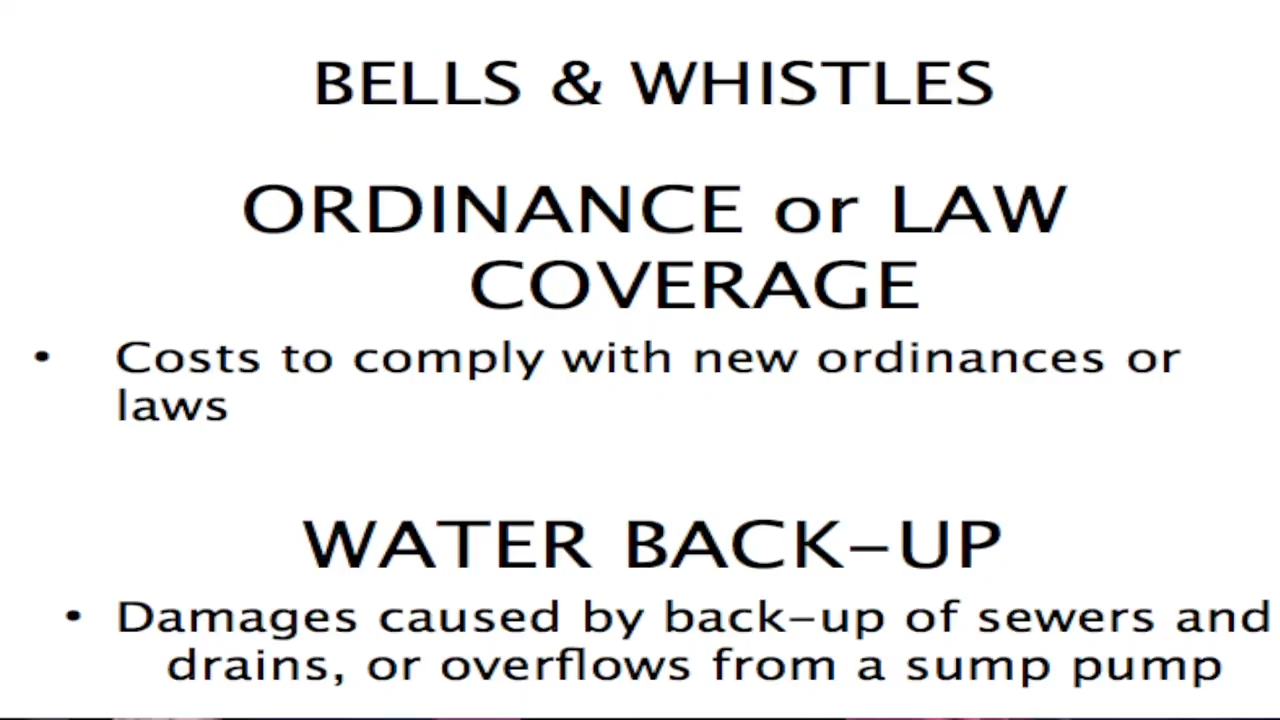 BELLS & WHISTLES
ORDINANCE or LAW
COVERAGE
• Costs to comply with new ordinances or
laws
WATER BACK-UP
• Damages caused by back-up of sewers and
drains, or overflows from a sump pump